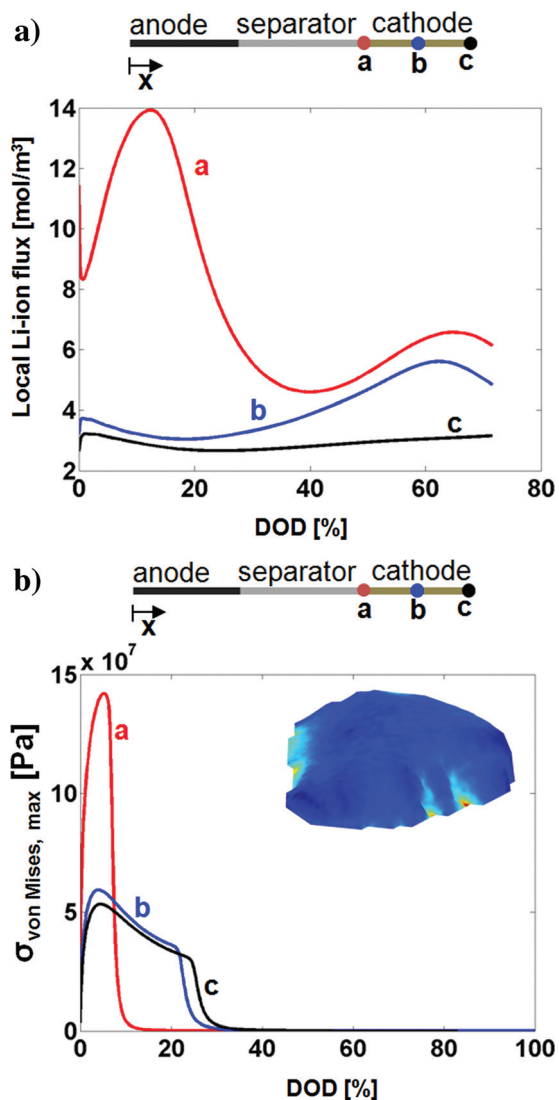 a)
anode separator cathode
a b c
x
14
12
10
8
6
4
2
Local Li-ion flux [mol/m³]
a
b
c
0 20 40 60 80
DOD [%]
b)
anode separator cathode
a b c
x
x 10⁷
15
10
5
0
σ von Mises, max [Pa]
a
b
c
0 20 40 60 80 100
DOD [%]